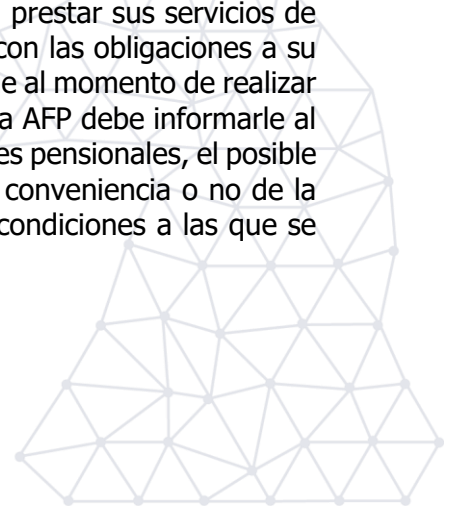 prestar sus servicios de
con las obligaciones a su
e al momento de realizar
a AFP debe informarle al
es pensionales, el posible
conveniencia o no de la
condiciones a las que se